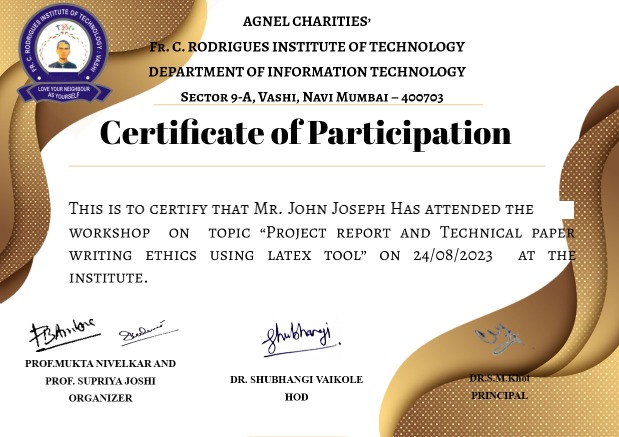 AGNEL CHARITIES’
FR. C. RODRIGUES INSTITUTE OF TECHNOLOGY
DEPARTMENT OF INFORMATION TECHNOLOGY
SECTOR 9-A, VASHI, NAVI MUMBAI – 400703
FR. C. RODRIGUES INSTITUTE OF TECHNOLOGY : VASHI
LOVE YOUR NEIGHBOUR
AS YOURSELF
Certificate of Participation
THIS IS TO CERTIFY THAT MR. JOHN JOSEPH HAS ATTENDED THE
WORKSHOP ON TOPIC “PROJECT REPORT AND TECHNICAL PAPER
WRITING ETHICS USING LATEX TOOL” ON 24/08/2023 AT THE
INSTITUTE.
Shubhangi
PROF.MUKTA NIVELKAR AND
PROF. SUPRIYA JOSHI
ORGANIZER
DR. SHUBHANGI VAIKOLE
HOD
DR.S.M.Khot
PRINCIPAL